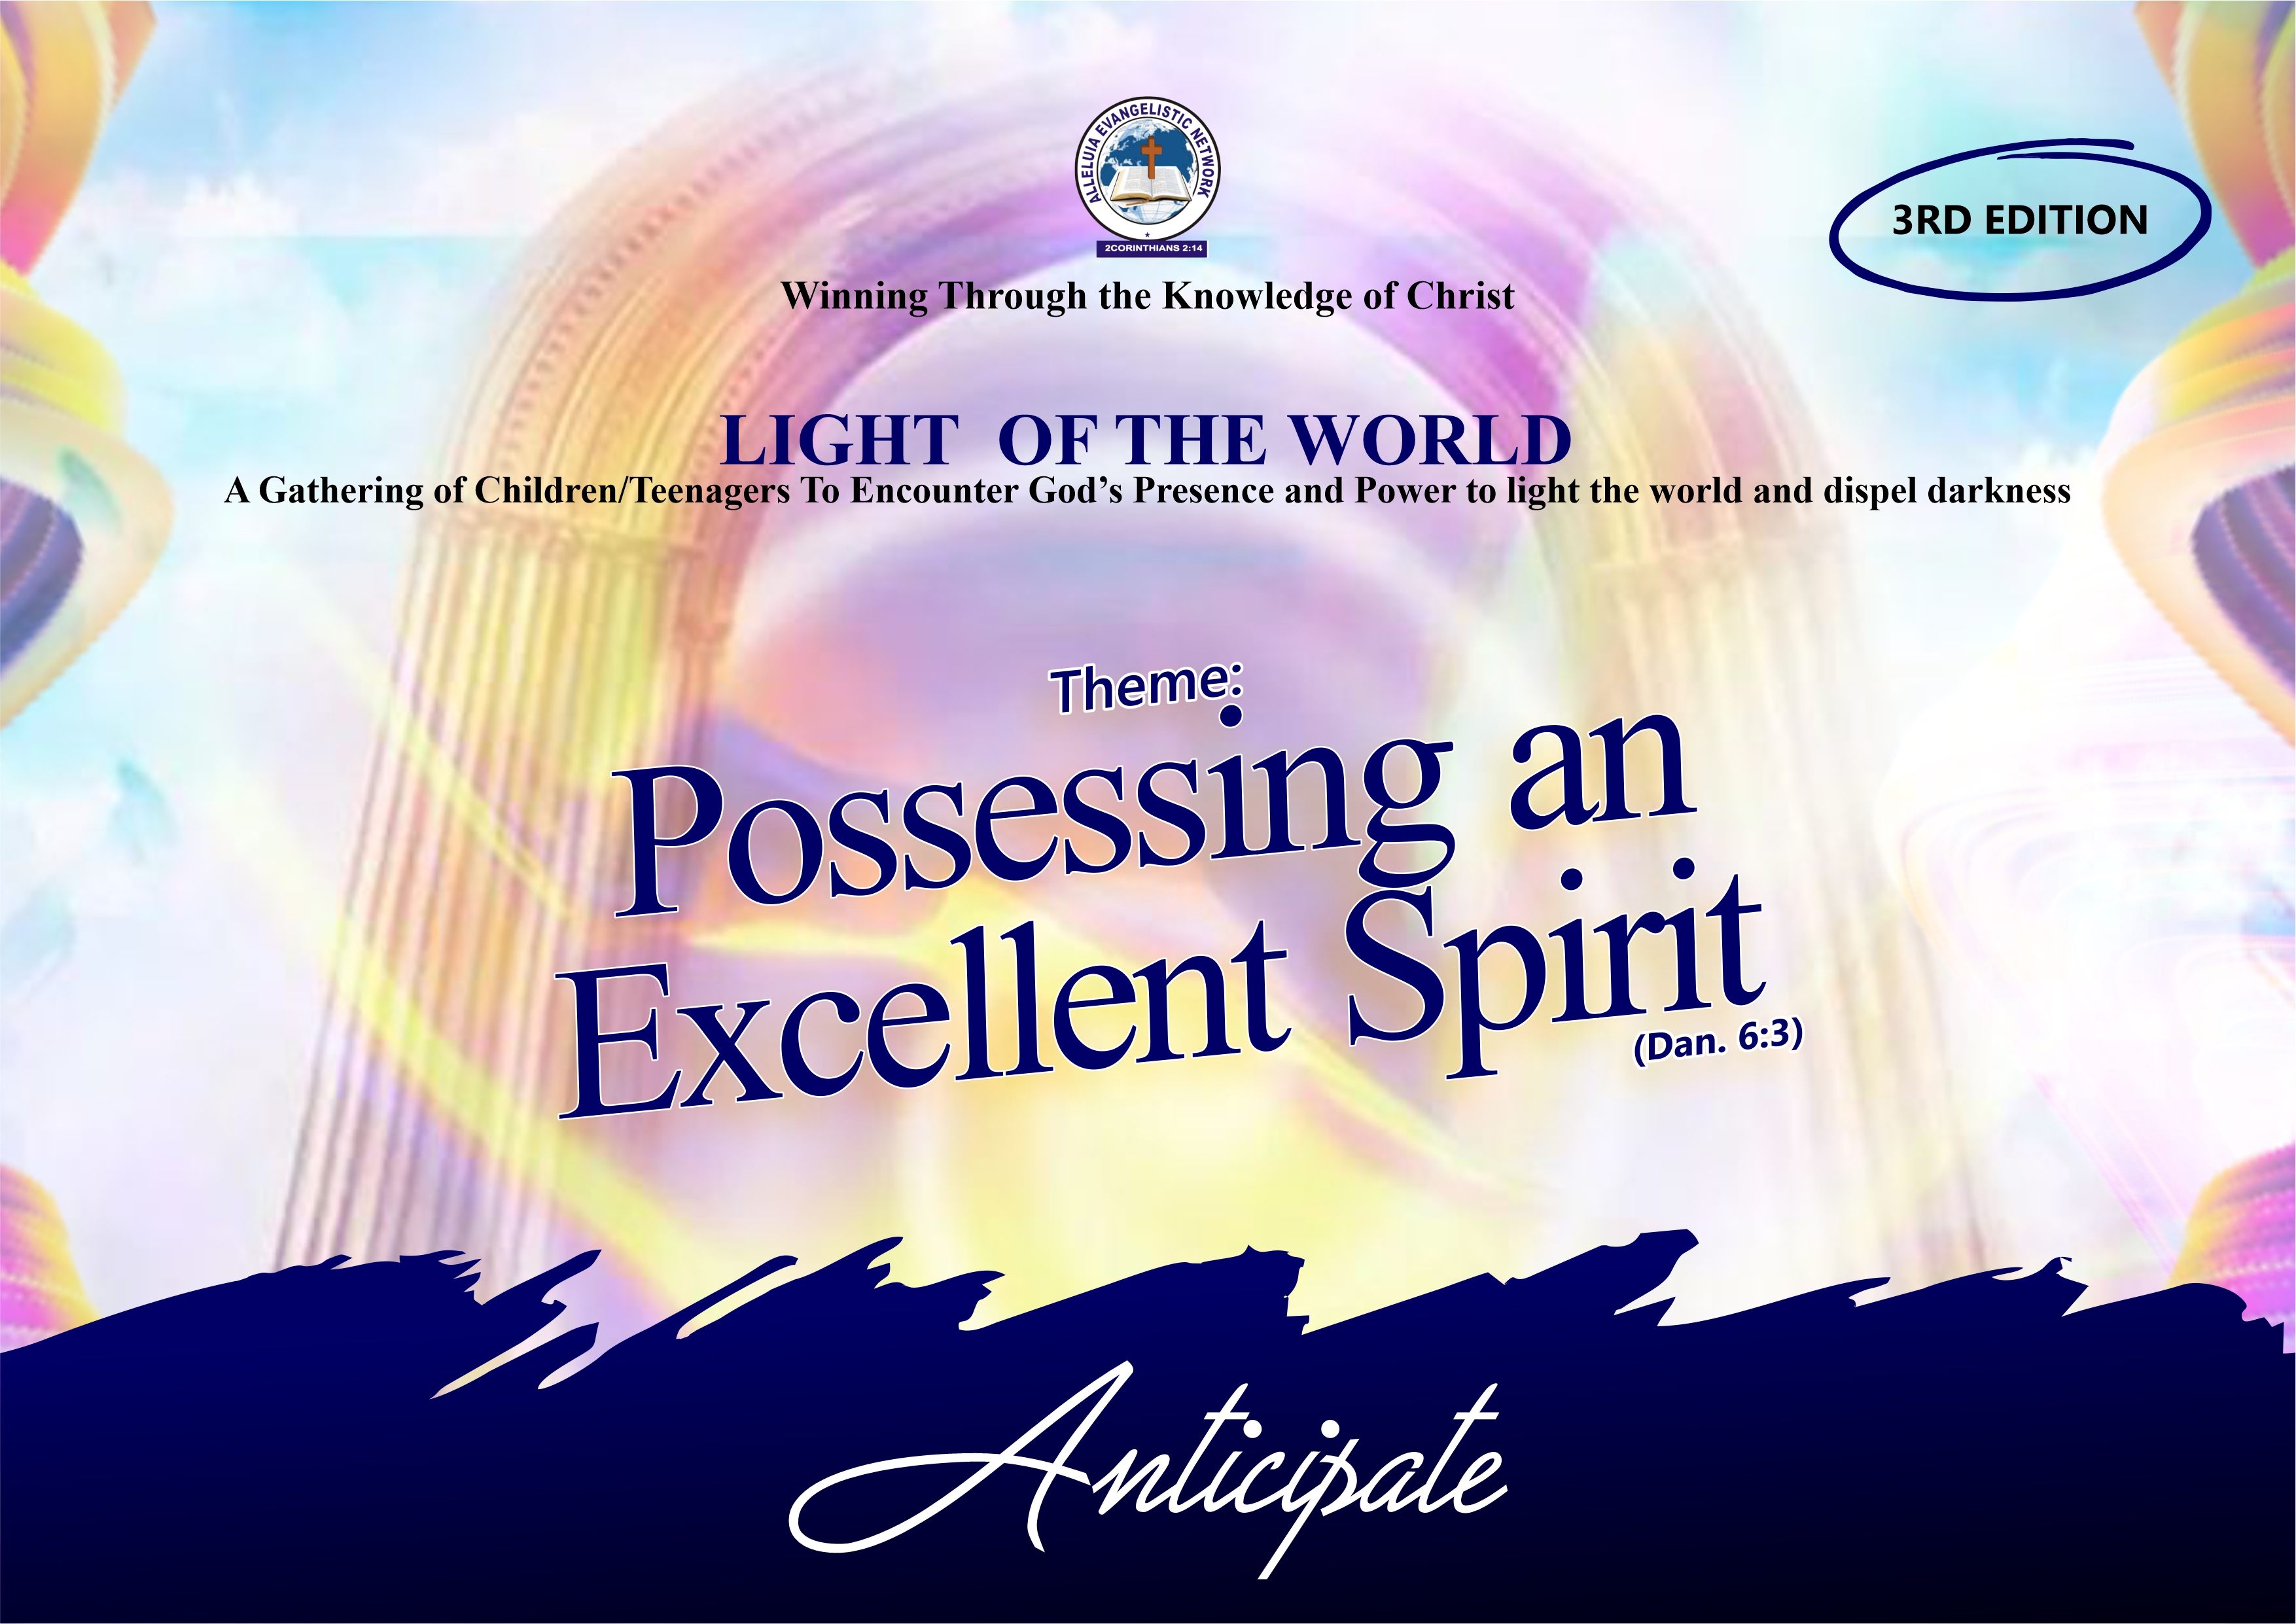 ALLELUIA EVANGELISTIC NETWORK
2CORINTHIANS 2:14
3RD EDITION
Winning Through the Knowledge of Christ
LIGHT OF THE WORLD
A Gathering of Children/Teenagers To Encounter God’s Presence and Power to light the world and dispel darkness
Theme:
Possessing an
Excellent Spirit
(Dan. 6:3)
Anticipate